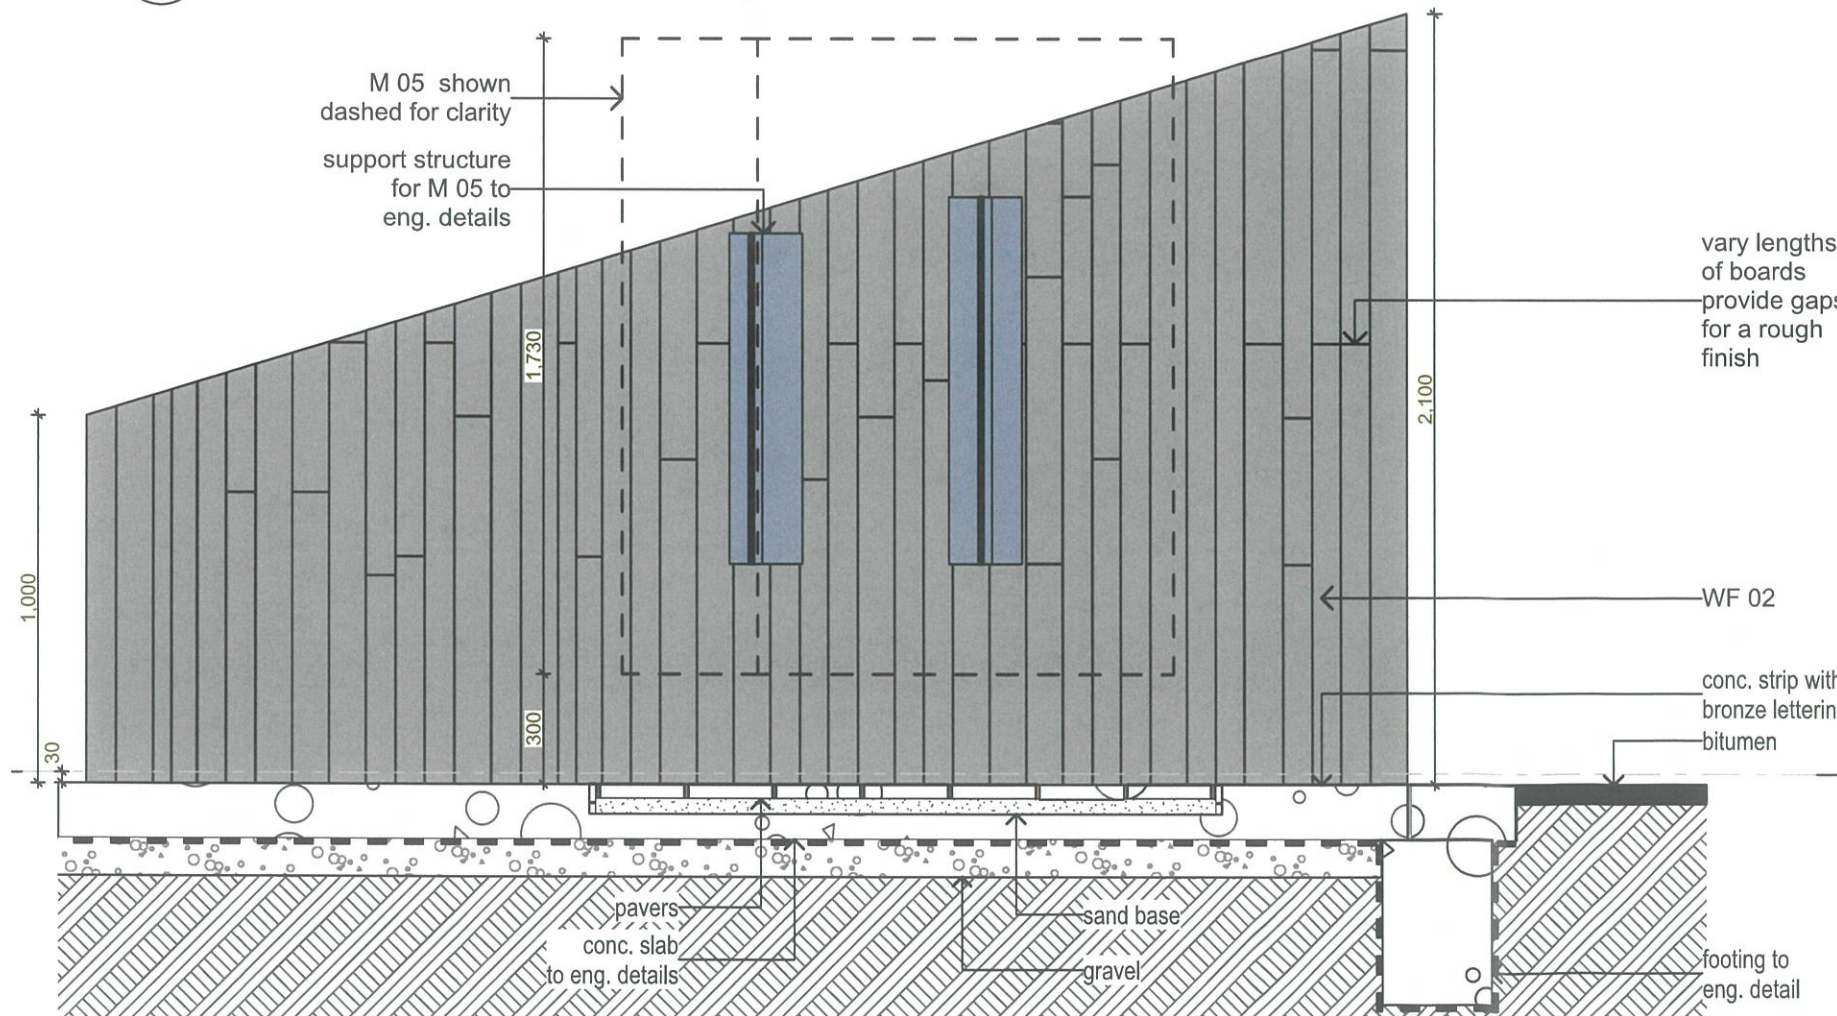 M 05 shown
dashed for clarity
support structure
for M 05 to
eng. details
1,730
300
1,000
30
2,100
vary lengths
of boards
provide gaps
for a rough
finish
WF 02
conc. strip with
bronze letterin
bitumen
pavers
conc. slab
to eng. details
sand base
gravel
footing to
eng. detail